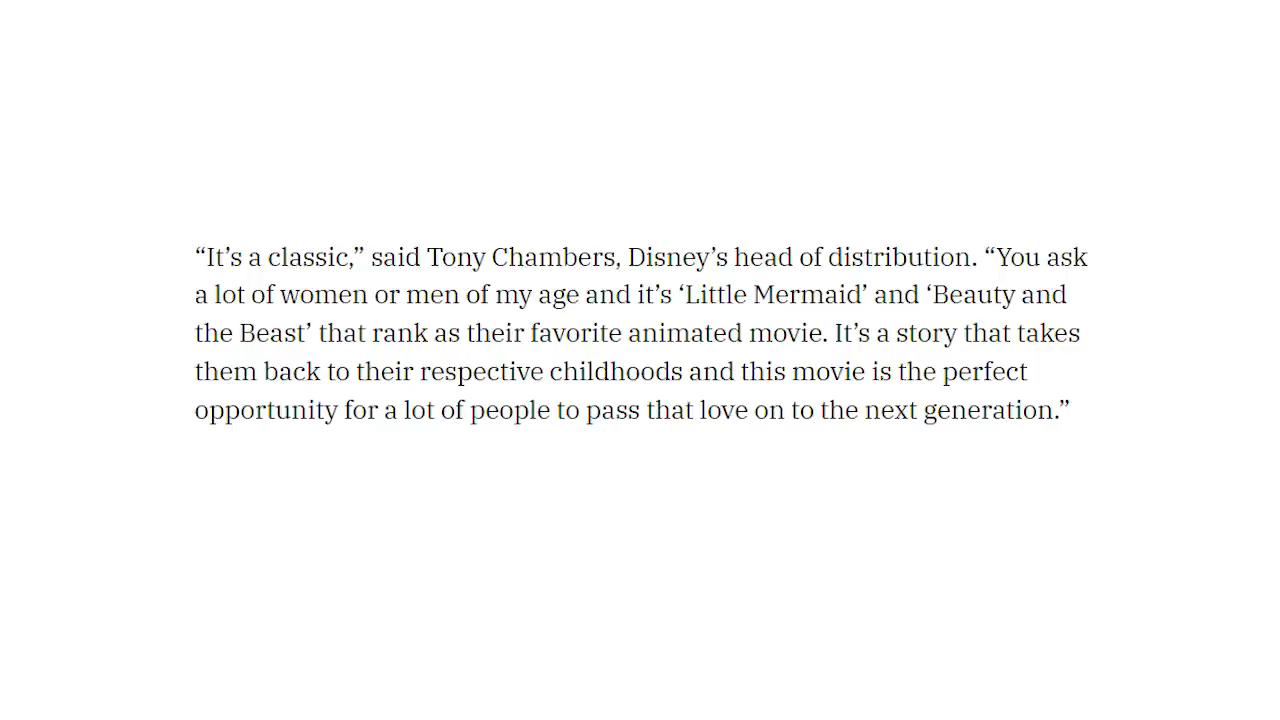 “It’s a classic,” said Tony Chambers, Disney’s head of distribution. “You ask
a lot of women or men of my age and it’s ‘Little Mermaid’ and ‘Beauty and
the Beast’ that rank as their favorite animated movie. It’s a story that takes
them back to their respective childhoods and this movie is the perfect
opportunity for a lot of people to pass that love on to the next generation.”